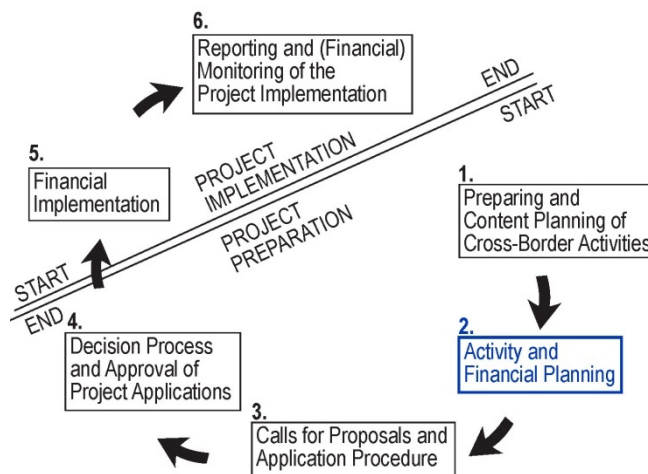 6.
Reporting and (Financial)
Monitoring of the
Project Implementation
END
START
5.
Financial
Implementation
PROJECT
IMPLEMENTATION
PROJECT
PREPARATION
1.
Preparing and
Content Planning of
Cross-Border Activities
START
END
4.
Decision Process
and Approval of
Project Applications
2.
Activity and
Financial Planning
3.
Calls for Proposals and
Application Procedure